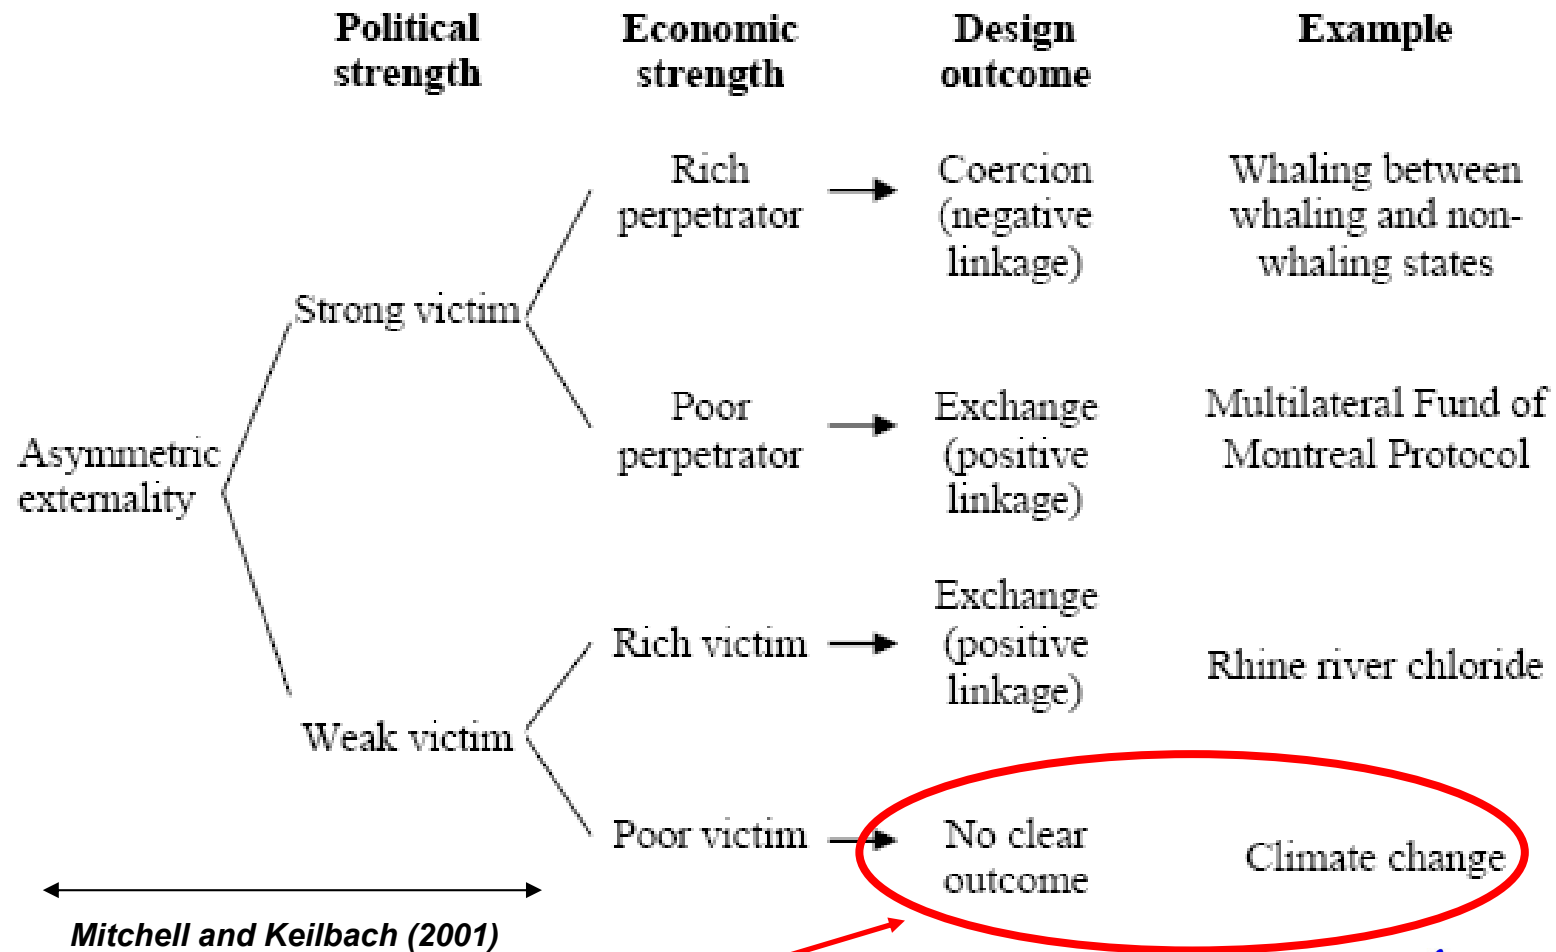 Political
strength
Economic
strength
Design
outcome
Example
Rich
perpetrator
Coercion
(negative
linkage)
Whaling between
whaling and non-
whaling states
Strong victim
Poor
perpetrator
Exchange
(positive
linkage)
Multilateral Fund of
Montreal Protocol
Asymmetric
externality
Rich victim
Exchange
(positive
linkage)
Rhine river chloride
Weak victim
Poor victim
No clear
outcome
Climate change
Mitchell and Keilbach (2001)